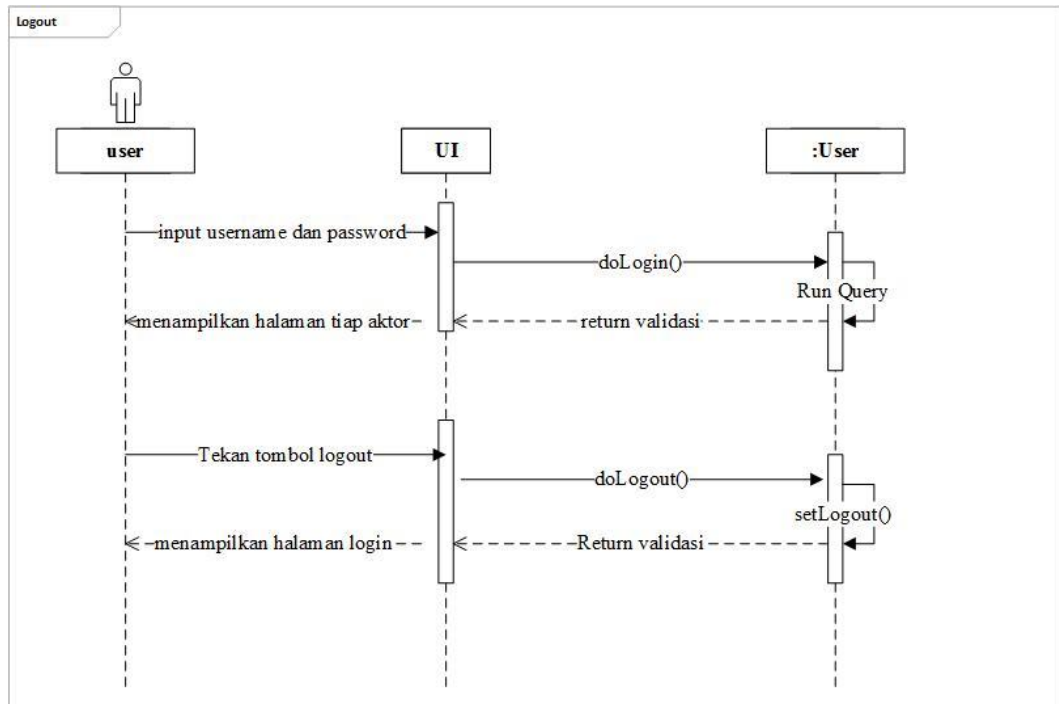 Logout
user
UI
:User
input username dan password
doLogin()
Run Query
menampilkan halaman tiap aktor
return validasi
Tekan tombol logout
doLogout()
setLogout()
menampilkan halaman login
Return validasi